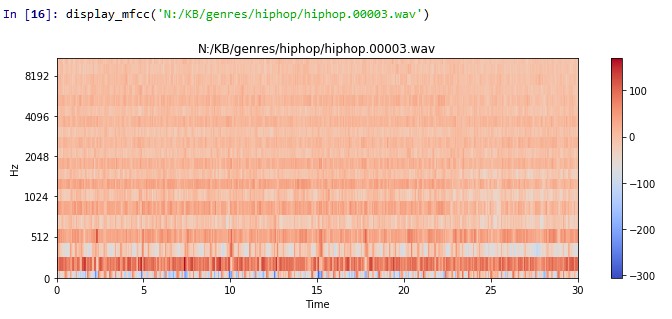 In [16]: display_mfcc('N:/KB/genres/hiphop/hiphop.00003.wav')
N:/KB/genres/hiphop/hiphop.00003.wav
8192
4096
2048
1024
512
0
Hz
0 5 10 15 20 25 30
Time
100
0
−100
−200
−300